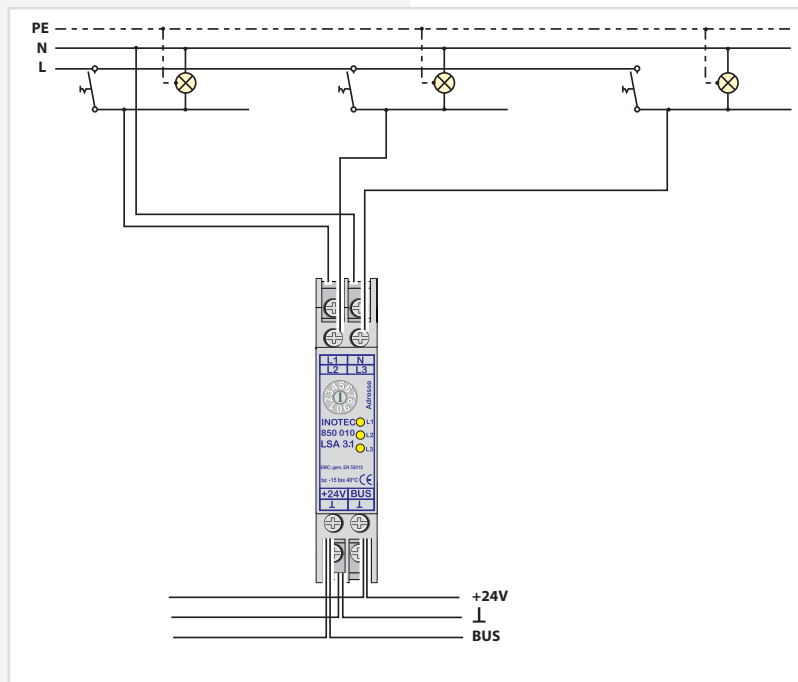 PE
N
L
L1 N
L2 L3
Adresse
INOTEC L1
850 010 L2
LSA 3.1 L3
EMC: gem. EN 55015
ta: -15 bis 40°C CE
+24V BUS
⊥ ⊥
+24V
⊥
BUS